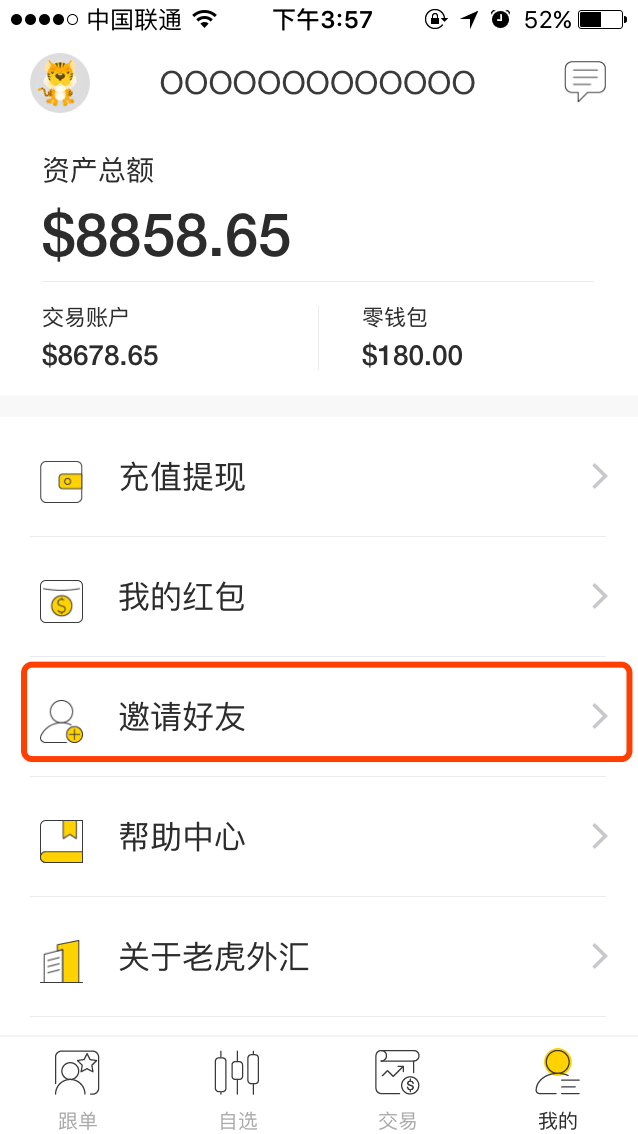 中国联通 下午3:57 52%
OOOOOOOOOOOOO
资产总额
$8858.65
交易账户 零钱包
$8678.65 $180.00
充值提现
我的红包
邀请好友
帮助中心
关于老虎外汇
跟单 自选 交易 我的